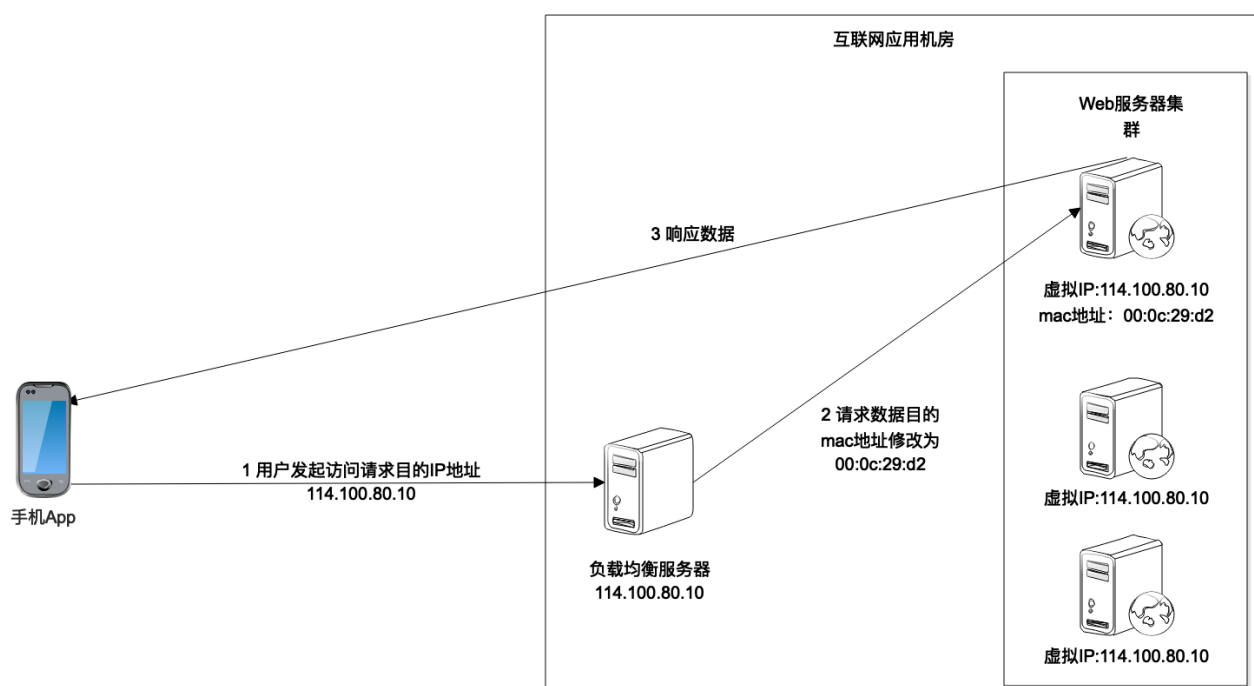 互联网应用机房
Web服务器集
群
3 响应数据
虚拟IP:114.100.80.10
mac地址：00:0c:29:d2
2 请求数据目的
mac地址修改为
00:0c:29:d2
1 用户发起访问请求目的IP地址
114.100.80.10
手机App
虚拟IP:114.100.80.10
负载均衡服务器
114.100.80.10
虚拟IP:114.100.80.10